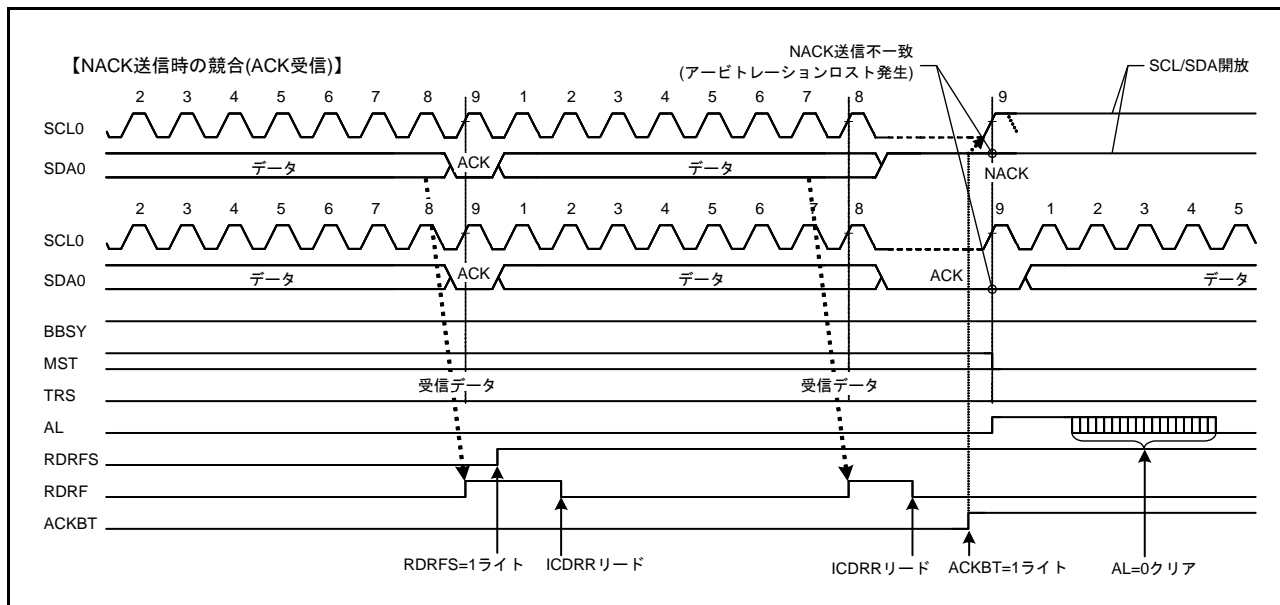 【NACK送信時の競合(ACK受信)】
NACK送信不一致
(アービトレーションロスト発生)
SCL/SDA開放
2 3 4 5 6 7 8 9 1 2 3 4 5 6 7 8 9
SCL0
SDA0
データ
ACK
データ
NACK
2 3 4 5 6 7 8 9 1 2 3 4 5 6 7 8 9 1 2 3 4 5
SCL0
SDA0
データ
ACK
データ
ACK
データ
BBSY
MST
受信データ
受信データ
TRS
AL
RDRFS
RDRF
ACKBT
RDRFS=1ライト
ICDRRリード
ICDRRリード
ACKBT=1ライト
AL=0クリア